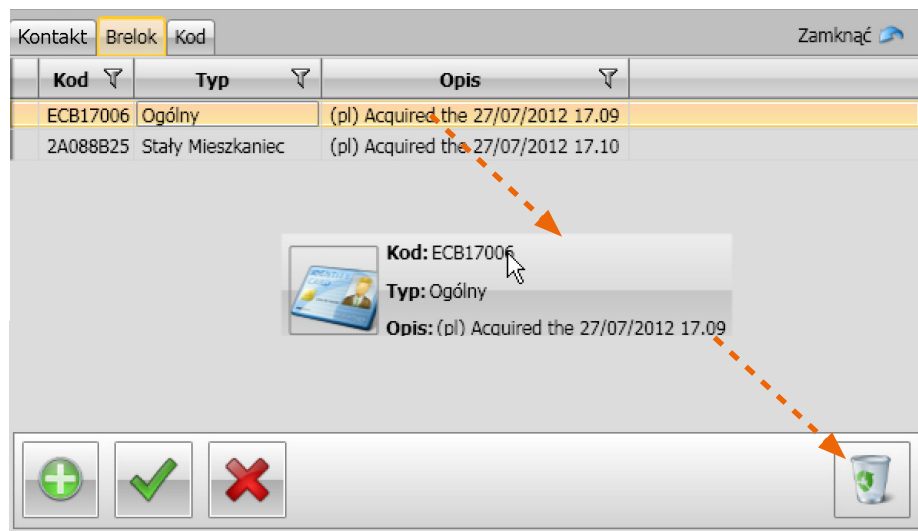 Kontakt Brelok Kod Zamknąć
Kod Typ Opis
ECB17006 Ogólny (pl) Acquired the 27/07/2012 17.09
2A088B25 Stały Mieszkaniec (pl) Acquired the 27/07/2012 17.10
IDENTITY CARD
Kod: ECB17006
Typ: Ogólny
Opis: (pl) Acquired the 27/07/2012 17.09